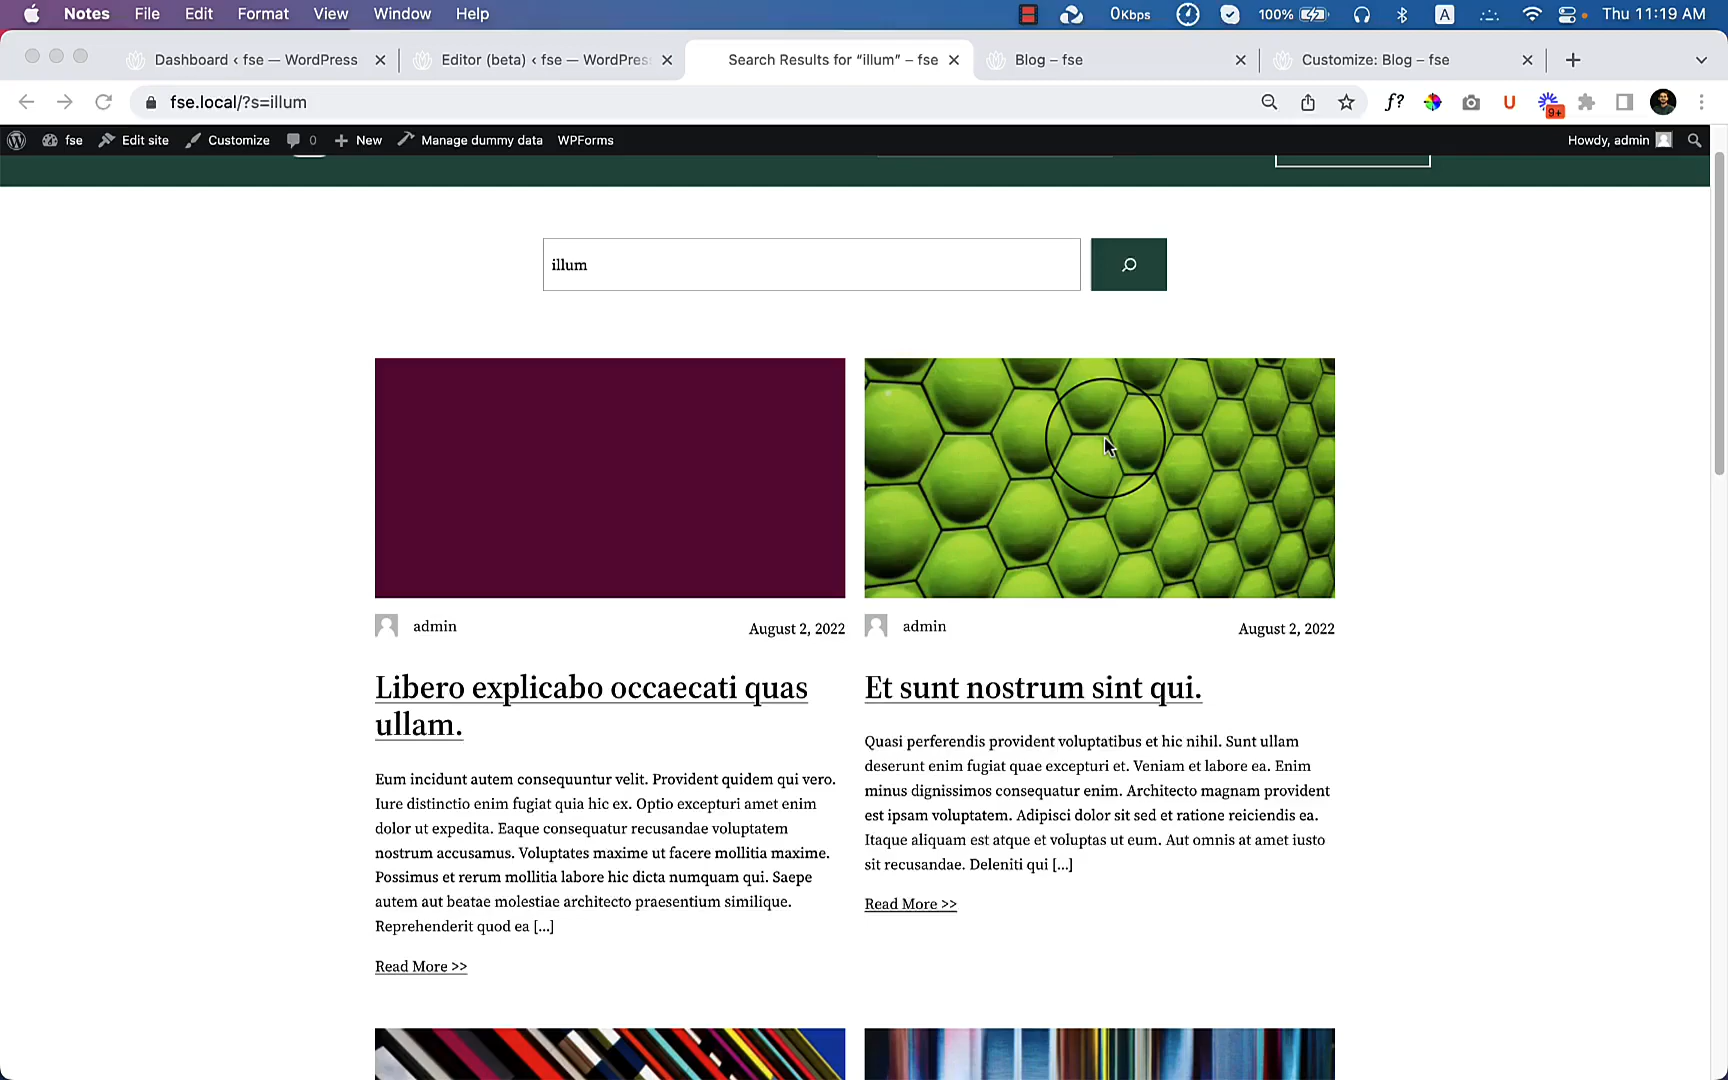 Notes File Edit Format View Window Help 0Kbps 100% A Thu 11:19 AM
Dashboard ‹ fse — WordPress Editor (beta) ‹ fse — WordPres Search Results for “illum” – fse Blog – fse Customize: Blog – fse
fse.local/?s=illum f? U 9+
fse Edit site Customize 0 New Manage dummy data WPForms Howdy, admin
illum
admin August 2, 2022
Libero explicabo occaecati quas
ullam.
Eum incidunt autem consequuntur velit. Provident quidem qui vero.
Iure distinctio enim fugiat quia hic ex. Optio excepturi amet enim
dolor ut expedita. Eaque consequatur recusandae voluptatem
nostrum accusamus. Voluptates maxime ut facere mollitia maxime.
Possimus et rerum mollitia labore hic dicta numquam qui. Saepe
autem aut beatae molestiae architecto praesentium similique.
Reprehenderit quod ea [...]
Read More >>
admin August 2, 2022
Et sunt nostrum sint qui.
Quasi perferendis provident voluptatibus et hic nihil. Sunt ullam
deserunt enim fugiat quae excepturi et. Veniam et labore ea. Enim
minus dignissimos consequatur enim. Architecto magnam provident
est ipsam voluptatem. Adipisci dolor sit sed et ratione reiciendis ea.
Itaque aliquam est atque et voluptas ut eum. Aut omnis at amet iusto
sit recusandae. Deleniti qui [...]
Read More >>